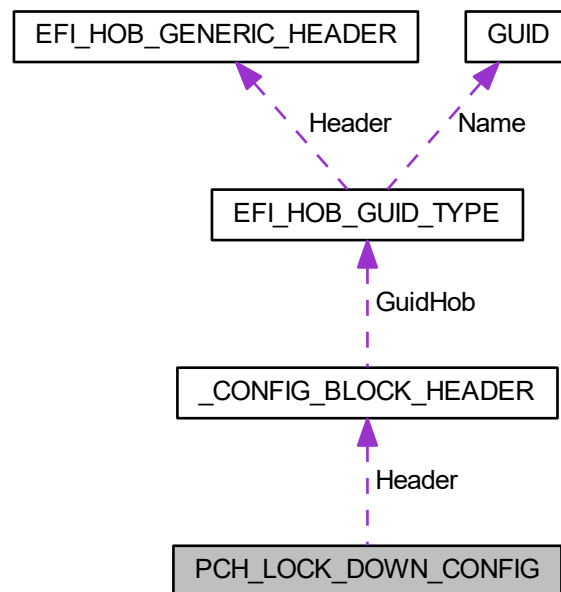 EFI_HOB_GENERIC_HEADER
GUID
Header
Name
EFI_HOB_GUID_TYPE
GuidHob
_CONFIG_BLOCK_HEADER
Header
PCH_LOCK_DOWN_CONFIG